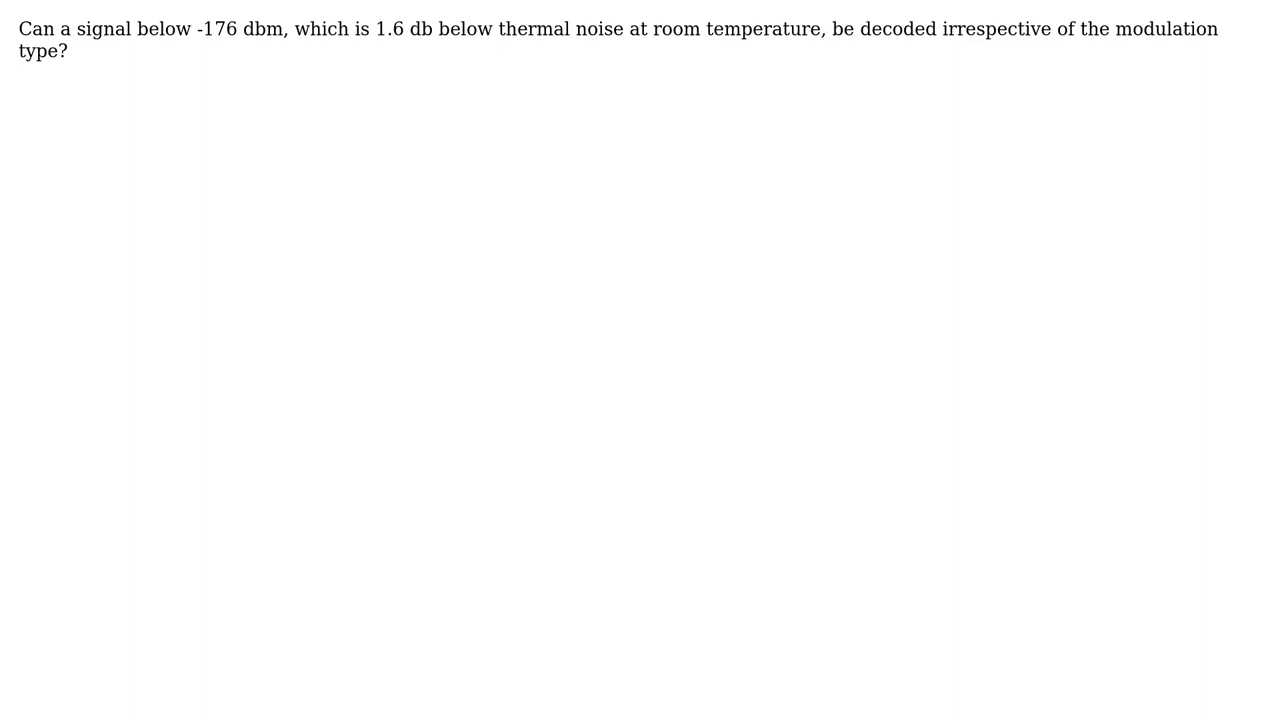 Can a signal below -176 dbm, which is 1.6 db below thermal noise at room temperature, be decoded irrespective of the modulation
type?